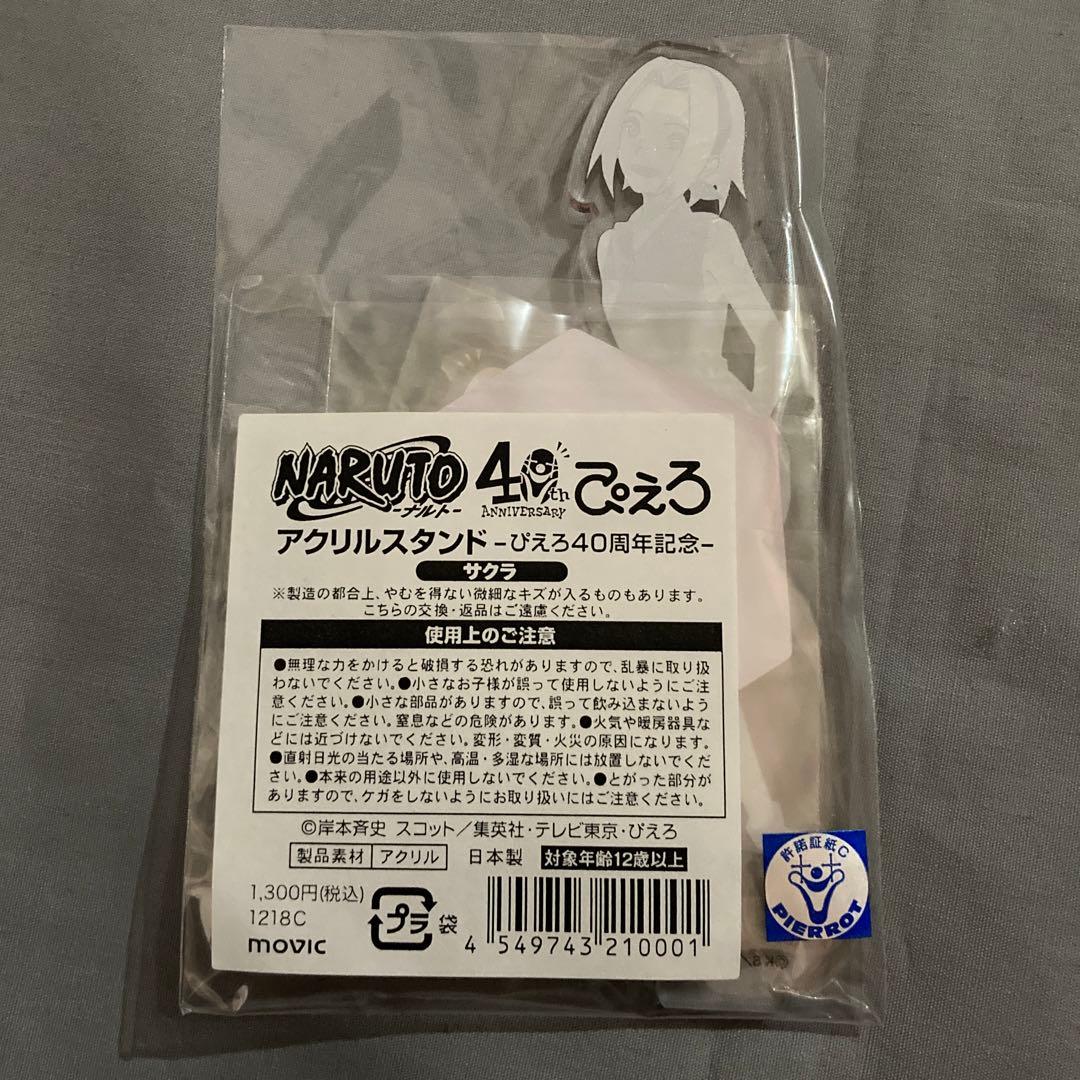 NARUTO
-ナルト-
40th
ANNIVERSARY
ぴえろ
アクリルスタンド -ぴえろ40周年記念-
サクラ
※製造の都合上、やむを得ない微細なキズが入るものもあります。
こちらの交換・返品はご遠慮ください。
使用上のご注意
●無理な力をかけると破損する恐れがありますので、乱暴に取り扱
わないでください。●小さなお子様が誤って使用しないようにご注
意ください。●小さな部品がありますので、誤って飲み込まないよう
にご注意ください。窒息などの危険があります。●火気や暖房器具な
どには近づけないでください。変形・変質・火災の原因になります。
●直射日光の当たる場所や、高温・多湿な場所には放置しないでくだ
さい。●本来の用途以外に使用しないでください。●とがった部分が
ありますので、ケガをしないようにお取り扱いにはご注意ください。
©岸本斉史 スコット／集英社・テレビ東京・ぴえろ
製品素材 アクリル 日本製 対象年齢12歳以上
1,300円(税込)
1218C
movic
プラ
袋
4 549743 210001
許諾証紙C
PIERROT